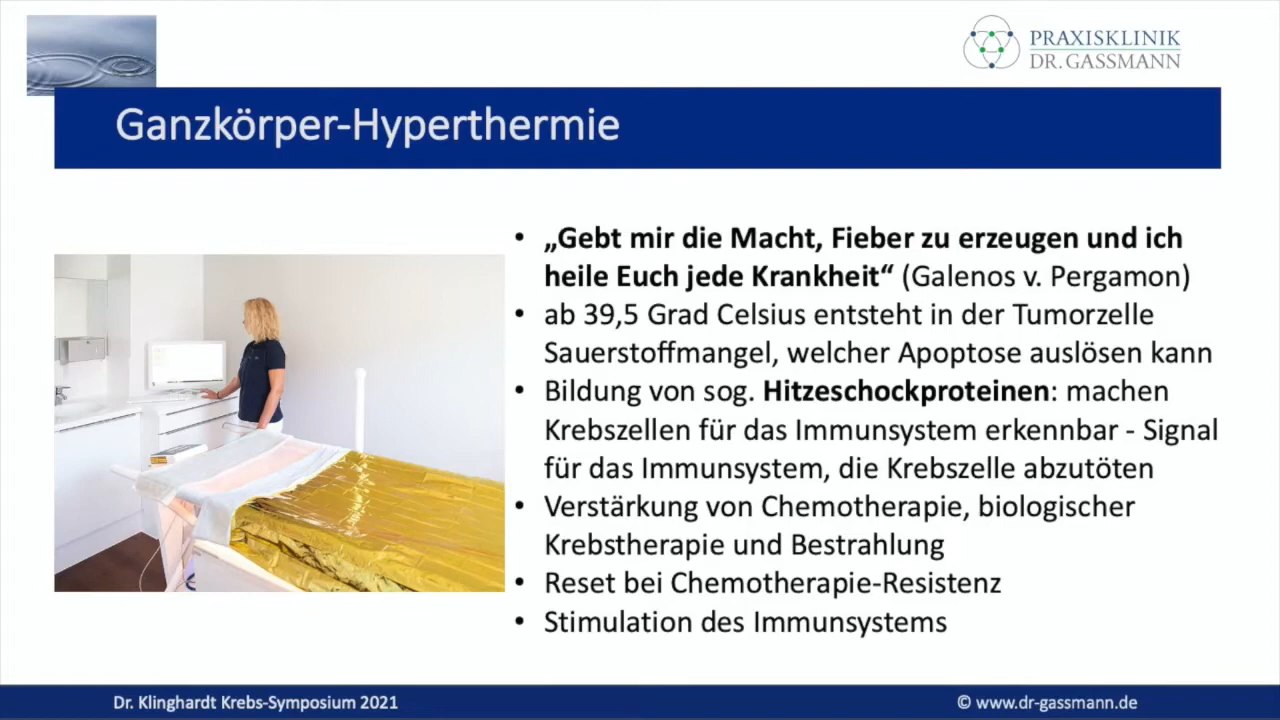 PRAXISKLINIK
DR. GASSMANN
Ganzkörper-Hyperthermie
• „Gebt mir die Macht, Fieber zu erzeugen und ich
heile Euch jede Krankheit“ (Galenos v. Pergamon)
• ab 39,5 Grad Celsius entsteht in der Tumorzelle
Sauerstoffmangel, welcher Apoptose auslösen kann
• Bildung von sog. Hitzeschockproteinen: machen
Krebszellen für das Immunsystem erkennbar - Signal
für das Immunsystem, die Krebszelle abzutöten
• Verstärkung von Chemotherapie, biologischer
Krebstherapie und Bestrahlung
• Reset bei Chemotherapie-Resistenz
• Stimulation des Immunsystems
Dr. Klinghardt Krebs-Symposium 2021
© www.dr-gassmann.de